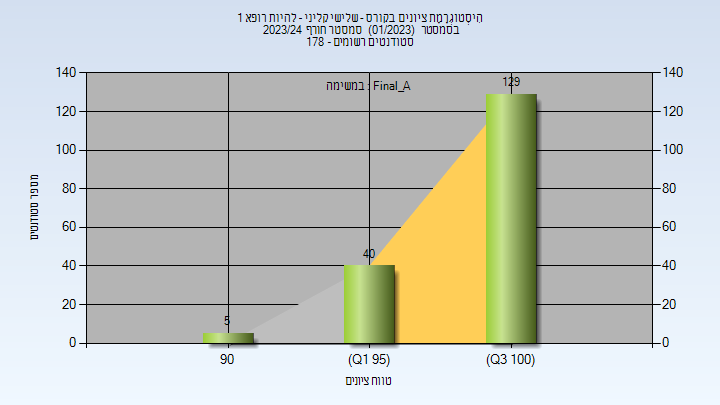 היסטוגרמת ציונים בקורס - שלישי קליני - להיות רופא 1
בסמסטר (01/2023) סמסטר חורף 2023/24
סטודנטים רשומים - 178
במשימה : Final_A
140 140
120 120
100 100
80 80
60 60
40 40
20 20
0 0
5
40
129
90 (Q1 95) (Q3 100)
טווח ציונים
מספר סטודנטים